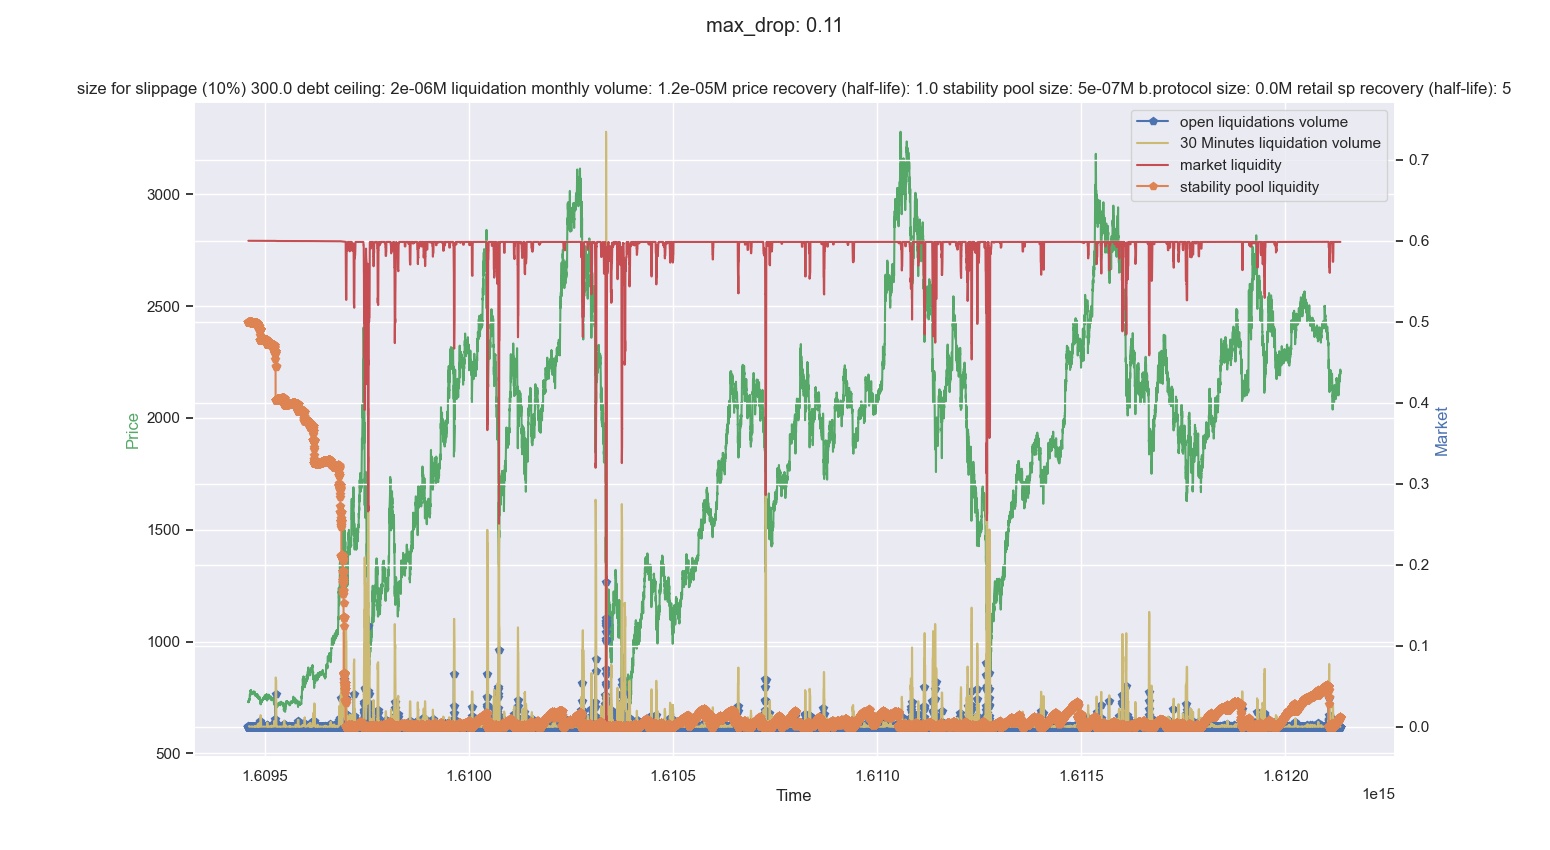 max_drop: 0.11
size for slippage (10%) 300.0 debt ceiling: 2e-06M liquidation monthly volume: 1.2e-05M price recovery (half-life): 1.0 stability pool size: 5e-07M b.protocol size: 0.0M retail sp recovery (half-life): 5
open liquidations volume
30 Minutes liquidation volume
market liquidity
stability pool liquidity
Price
3000
2500
2000
1500
1000
500
0.7
0.6
0.5
0.4
0.3
0.2
0.1
0.0
Market
1.6095 1.6100 1.6105 1.6110 1.6115 1.6120
Time
1e15